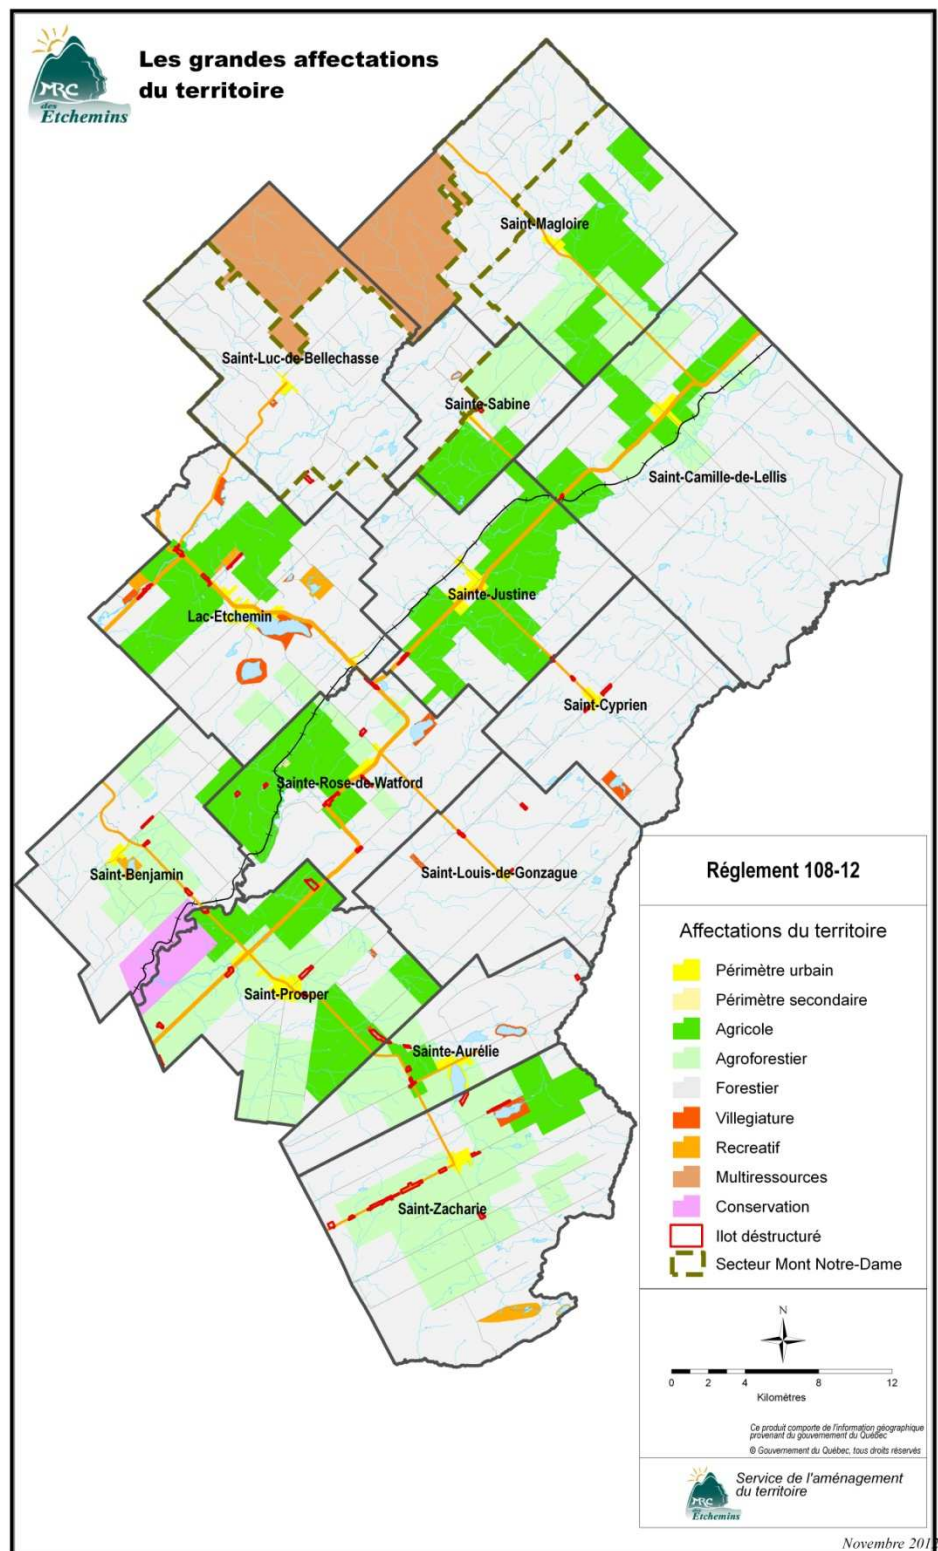 MRC
des
Etchemins
Les grandes affectations
du territoire
Saint-Magloire
Saint-Luc-de-Bellechasse
Sainte-Sabine
Saint-Camille-de-Lellis
Sainte-Justine
Lac-Etchemin
Saint-Cyprien
Sainte-Rose-de-Watford
Saint-Benjamin
Saint-Louis-de-Gonzague
Saint-Prosper
Sainte-Aurélie
Saint-Zacharie
Réglement 108-12
Affectations du territoire
Périmètre urbain
Périmètre secondaire
Agricole
Agroforestier
Forestier
Villegiature
Recreatif
Multiressources
Conservation
Ilot déstructuré
Secteur Mont Notre-Dame
N
0 2 4 8 12
Kilomètres
Ce produit comporte de l'information géographique
provenant du gouvernement du Québec
© Gouvernement du Québec, tous droits réservés
MRC
des
Etchemins
Service de l'aménagement
du territoire
Novembre